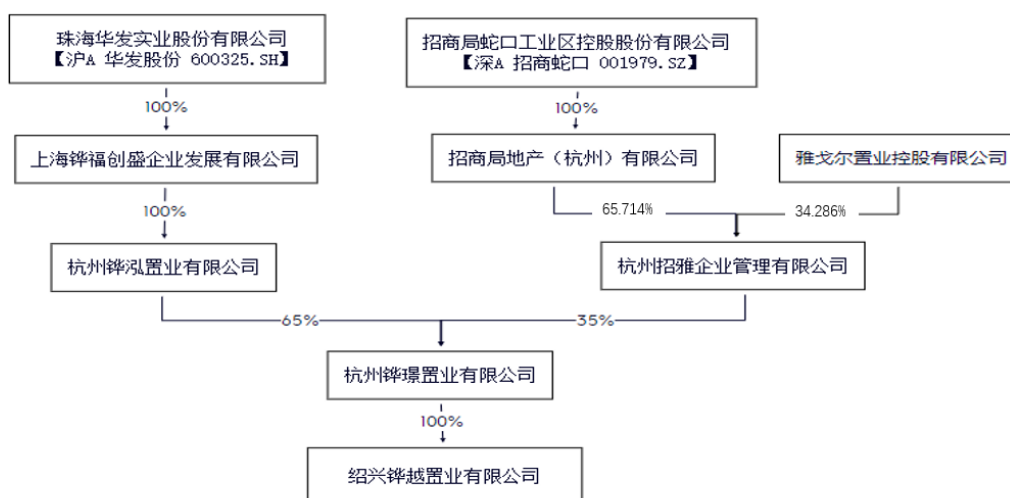 珠海华发实业股份有限公司
【沪A 华发股份 600325.SH】
招商局蛇口工业区控股股份有限公司
【深A 招商蛇口 001979.SZ】
100%
100%
上海铧福创盛企业发展有限公司
招商局地产（杭州）有限公司
雅戈尔置业控股有限公司
100%
65.714%
34.286%
杭州铧泓置业有限公司
杭州招雅企业管理有限公司
65%
35%
杭州铧璟置业有限公司
100%
绍兴铧越置业有限公司